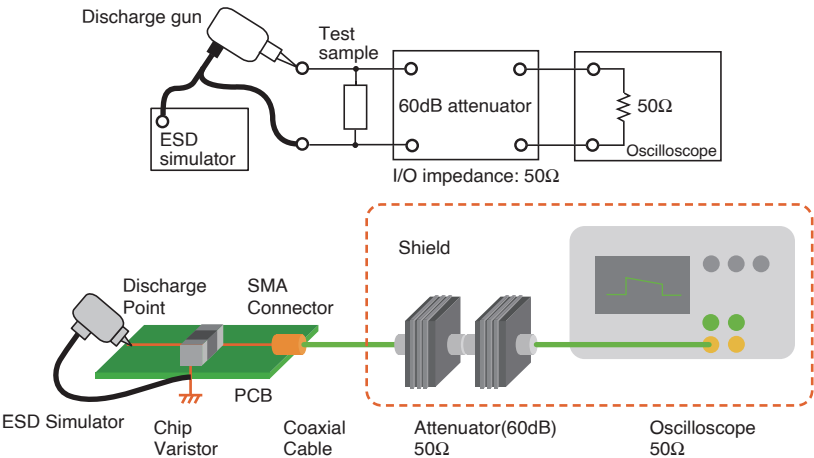 Discharge gun
Test
sample
60dB attenuator
50Ω
ESD
simulator
Oscilloscope
I/O impedance: 50Ω
Shield
Discharge
Point
SMA
Connector
PCB
ESD Simulator
Chip
Varistor
Coaxial
Cable
Attenuator(60dB)
50Ω
Oscilloscope
50Ω